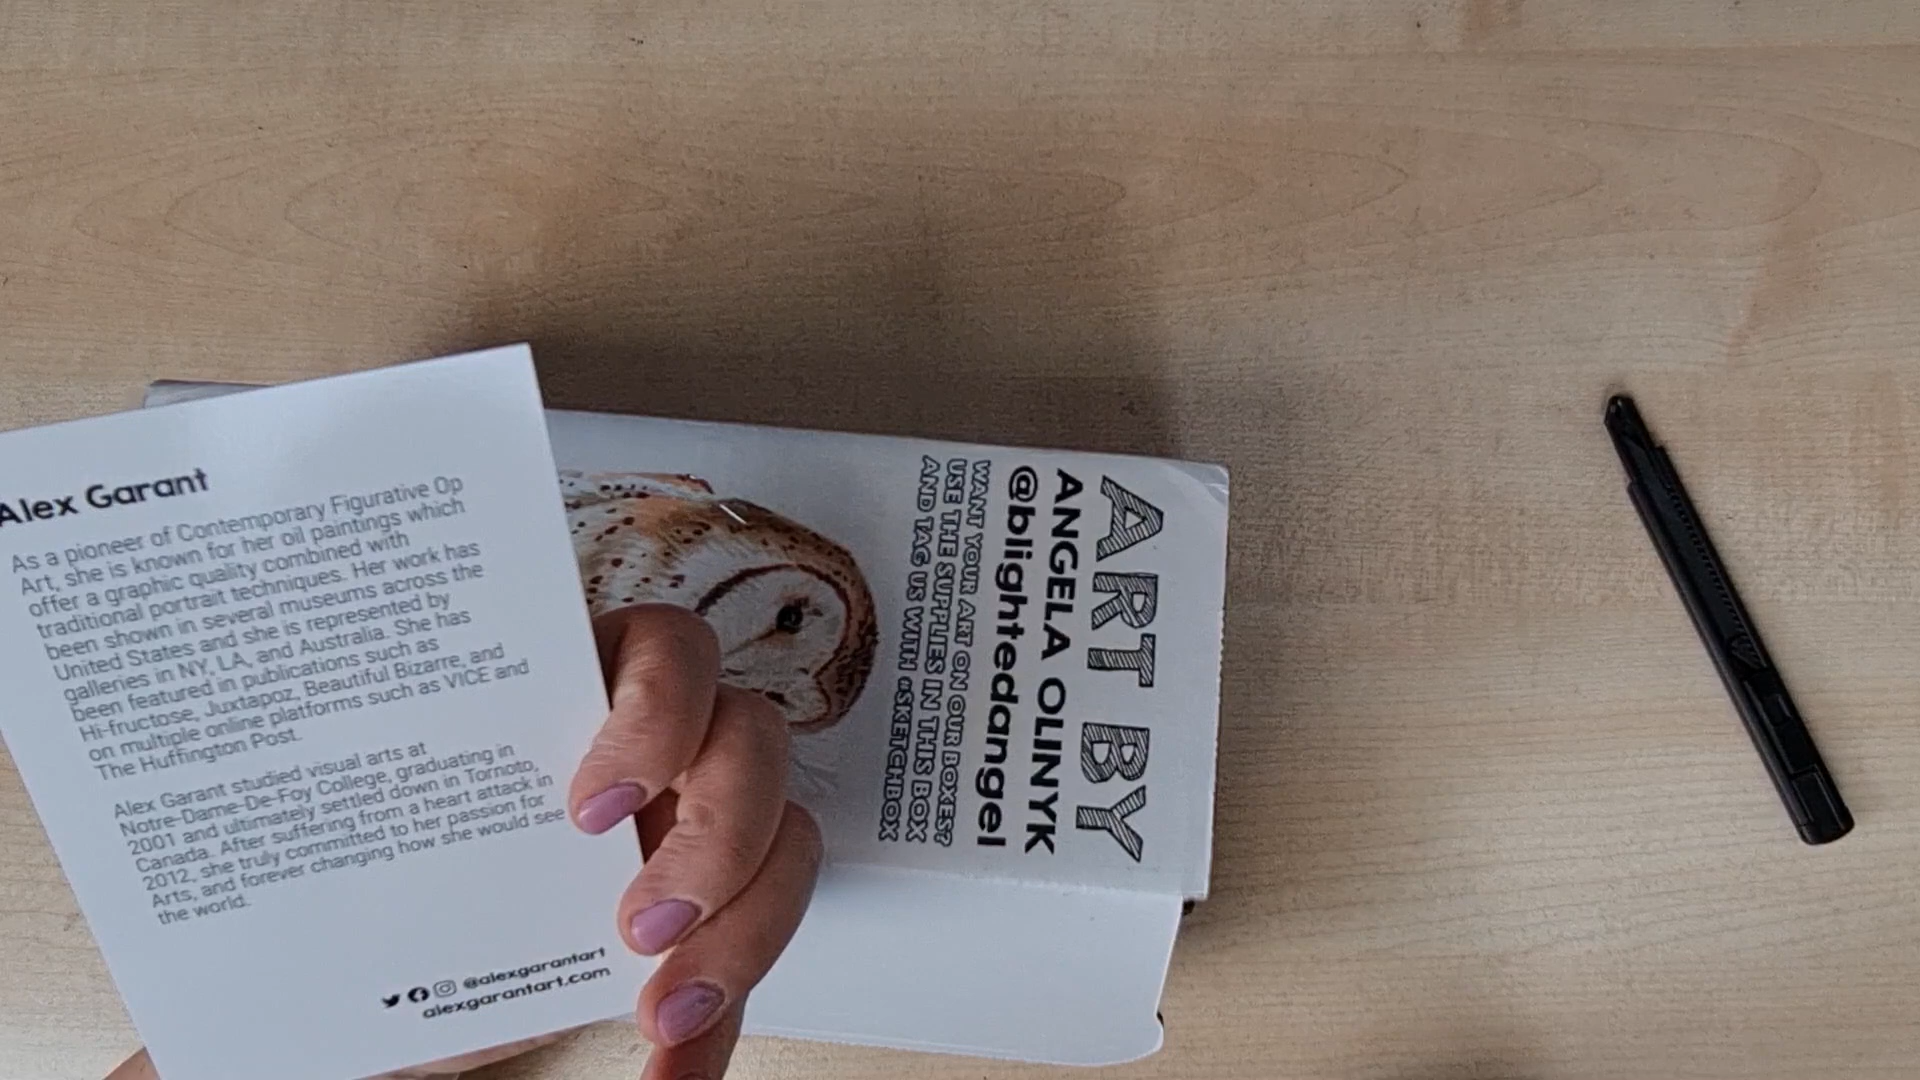 Alex Garant
As a pioneer of Contemporary Figurative Op
Art, she is known for her oil paintings which
offer a graphic quality combined with
traditional portrait techniques. Her work has
been shown in several museums across the
United States and she is represented by
galleries in NY, LA, and Australia. She has
been featured in publications such as
Hi-fructose, Juxtapoz, Beautiful Bizarre, and
on multiple online platforms such as VICE and
The Huffington Post.
Alex Garant studied visual arts at
Notre-Dame-De-Foy College, graduating in
2001 and ultimately settled down in Tornoto,
Canada. After suffering from a heart attack in
2012, she truly committed to her passion for
Arts, and forever changing how she would see
the world.
@alexgarantart
alexgarantart.com
ART BY
ANGELA OLINYK
@blightedangel
WANT YOUR ART ON OUR BOXES?
USE THE SUPPLIES IN THIS BOX
AND TAG US WITH #SKETCHBOX